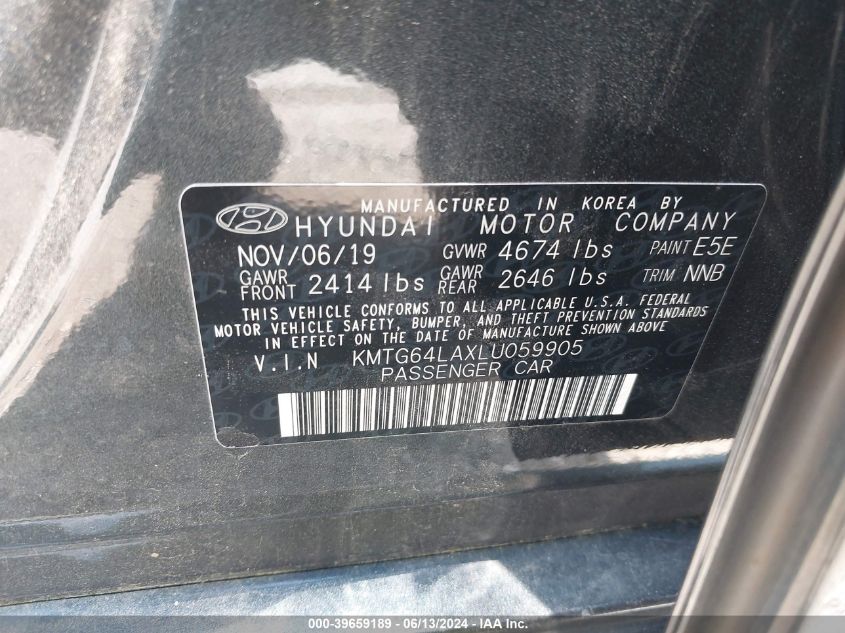 MANUFACTURED IN KOREA BY
HYUNDAI MOTOR COMPANY
NOV/06/19 GVWR 4674 lbs PAINT E5E
GAWR FRONT 2414 lbs GAWR REAR 2646 lbs TRIM NNB
THIS VEHICLE CONFORMS TO ALL APPLICABLE U.S.A. FEDERAL
MOTOR VEHICLE SAFETY, BUMPER, AND THEFT PREVENTION STANDARDS
IN EFFECT ON THE DATE OF MANUFACTURE SHOWN ABOVE
V.I.N KMTG64LAXLU059905
PASSENGER CAR
000-39659189 - 06/13/2024 - IAA Inc.